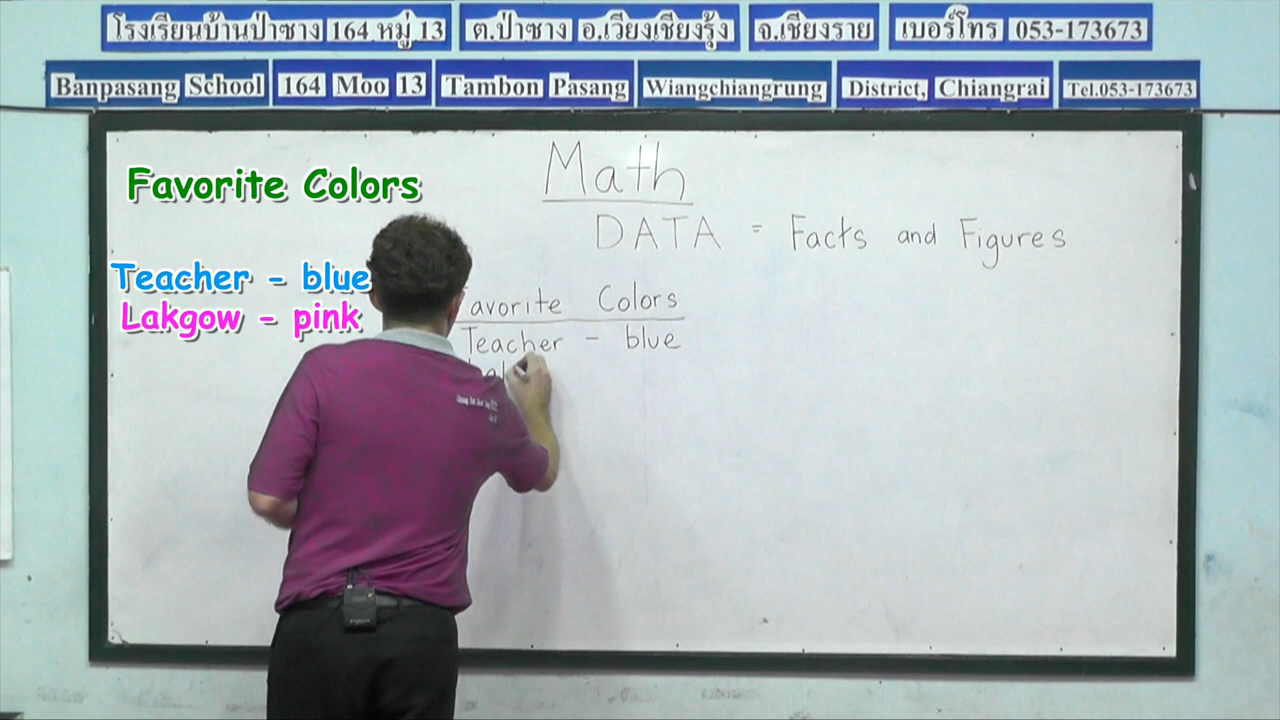 โรงเรียนบ้านป่าซาง 164 หมู่ 13 ต.ป่าซาง อ.เวียงเชียงรุ้ง จ.เชียงราย เบอร์โทร 053-173673
Banpasang School 164 Moo 13 Tambon Pasang Wiangchiangrung District, Chiangrai Tel.053-173673
Math
Favorite Colors
DATA = Facts and Figures
Teacher - blue
Lakgow - pink
avorite Colors
Teacher - blue